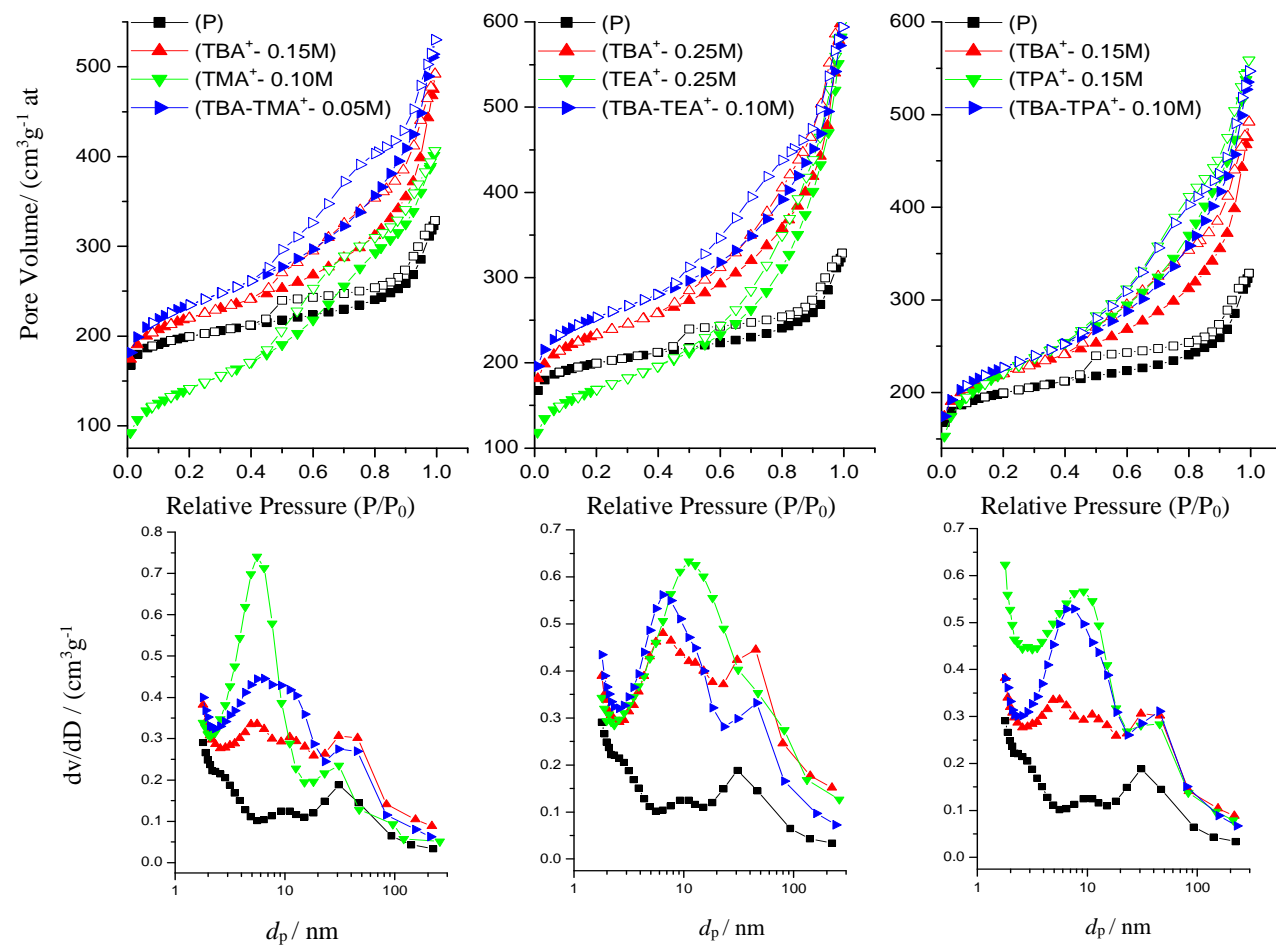 Pore Volume/ (cm³g⁻¹ at
(P)
(TBA⁺- 0.15M)
(TMA⁺- 0.10M
(TBA-TMA⁺- 0.05M)
500
400
300
200
100
0.0 0.2 0.4 0.6 0.8 1.0
Relative Pressure (P/P₀)
(P)
(TBA⁺- 0.25M)
(TEA⁺- 0.25M
(TBA-TEA⁺- 0.10M)
600
500
400
300
200
100
0.0 0.2 0.4 0.6 0.8 1.0
Relative Pressure (P/P₀)
(P)
(TBA⁺- 0.15M)
(TPA⁺- 0.15M
(TBA-TPA⁺- 0.10M)
600
500
400
300
200
0.0 0.2 0.4 0.6 0.8 1.0
Relative Pressure (P/P₀)
dv/dD / (cm³g⁻¹
0.8
0.7
0.6
0.5
0.4
0.3
0.2
0.1
0.0
1 10 100
dₚ / nm
0.7
0.6
0.5
0.4
0.3
0.2
0.1
0.0
1 10 100
dₚ / nm
0.7
0.6
0.5
0.4
0.3
0.2
0.1
0.0
1 10 100
dₚ / nm